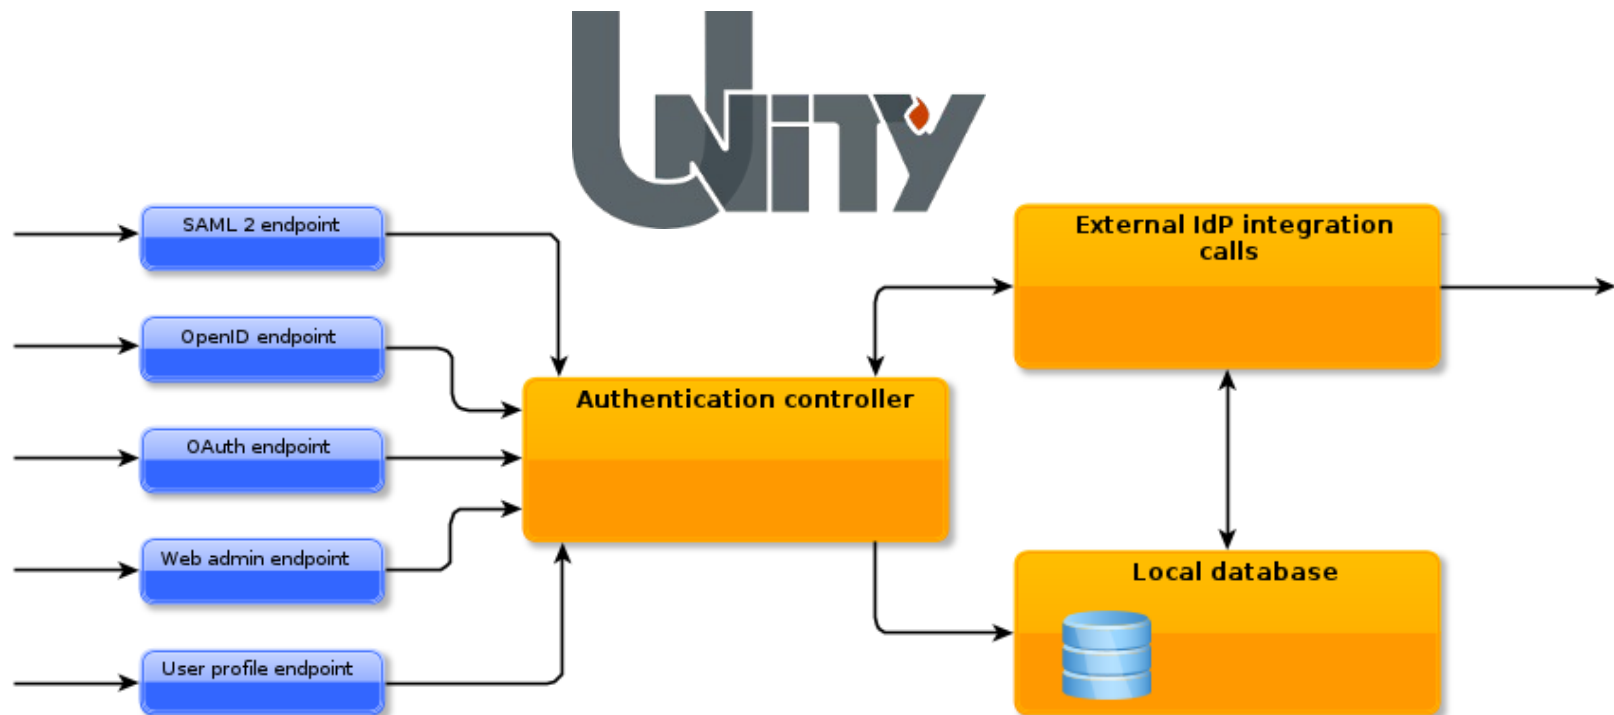 UNiTY
SAML 2 endpoint
External IdP integration
calls
OpenID endpoint
Authentication controller
OAuth endpoint
Web admin endpoint
Local database
User profile endpoint